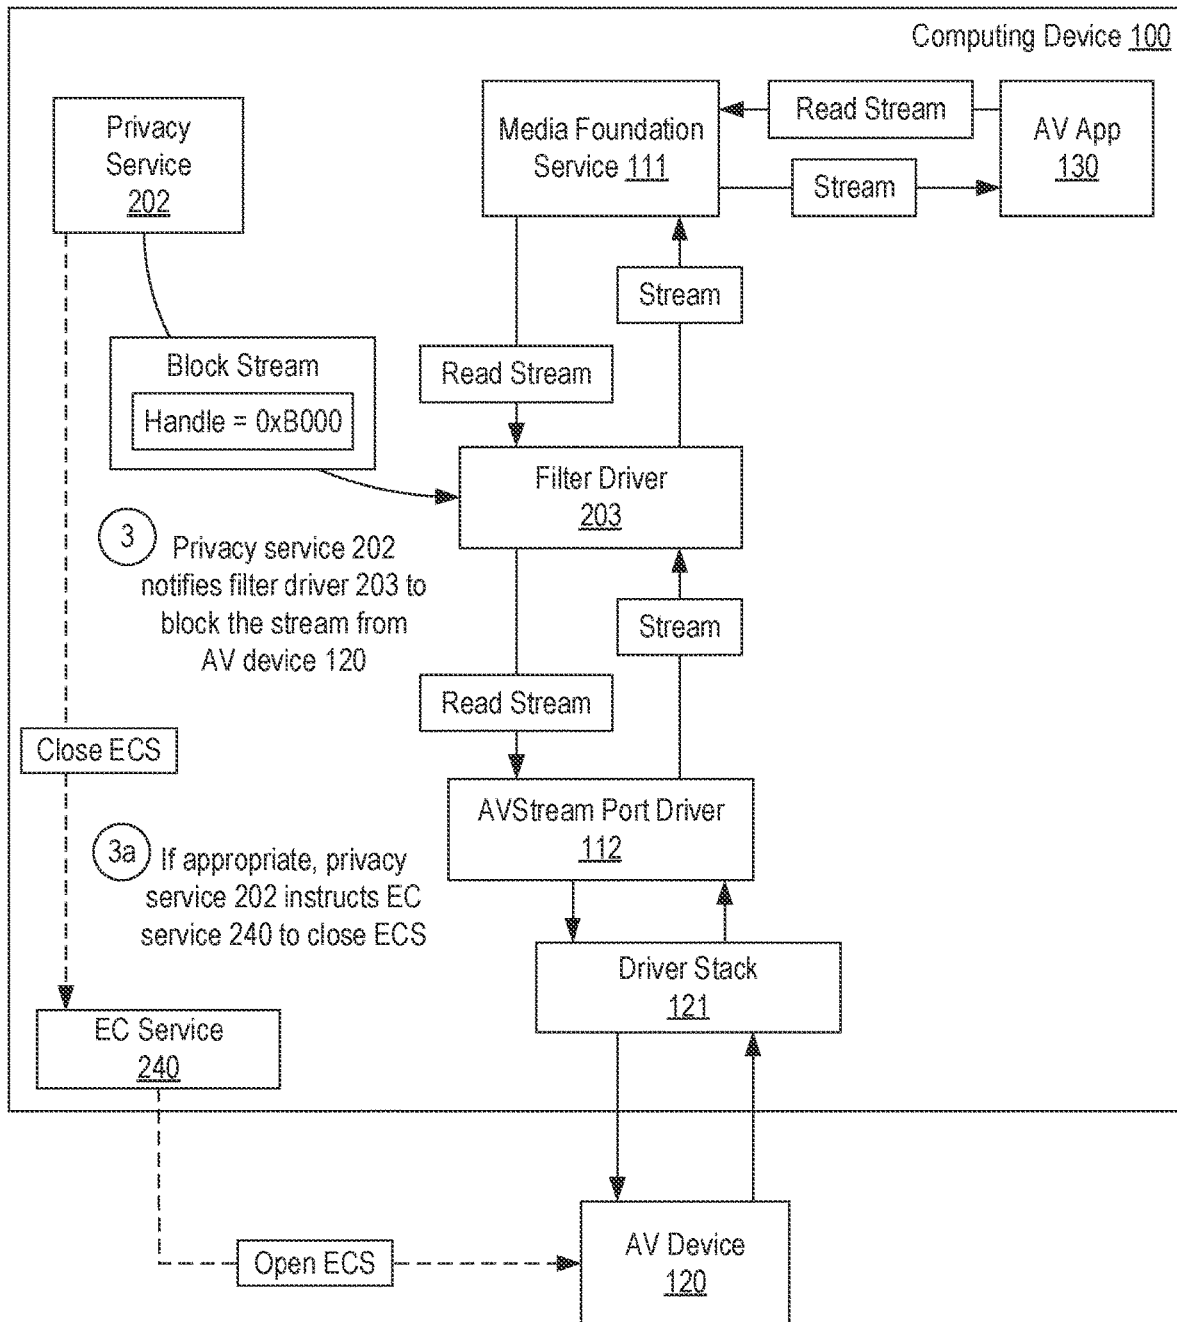 Computing Device 100
Privacy
Service
202
Media Foundation
Service 111
Read Stream
AV App
130
Stream
Stream
Block Stream
Handle = 0xB000
Read Stream
Filter Driver
203
3
Privacy service 202
notifies filter driver 203 to
block the stream from
AV device 120
Stream
Read Stream
Close ECS
AVStream Port Driver
112
3a
If appropriate, privacy
service 202 instructs EC
service 240 to close ECS
Driver Stack
121
EC Service
240
Open ECS
AV Device
120